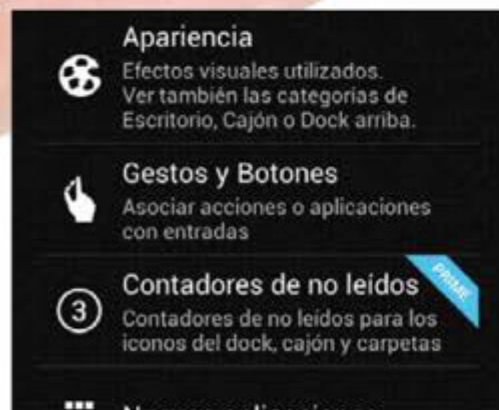 Apariencia
Efectos visuales utilizados.
Ver también las categorías de
Escritorio, Cajón o Dock arriba.
Gestos y Botones
Asociar acciones o aplicaciones
con entradas
PRIME
Contadores de no leídos
3
Contadores de no leídos para los
iconos del dock, cajón y carpetas